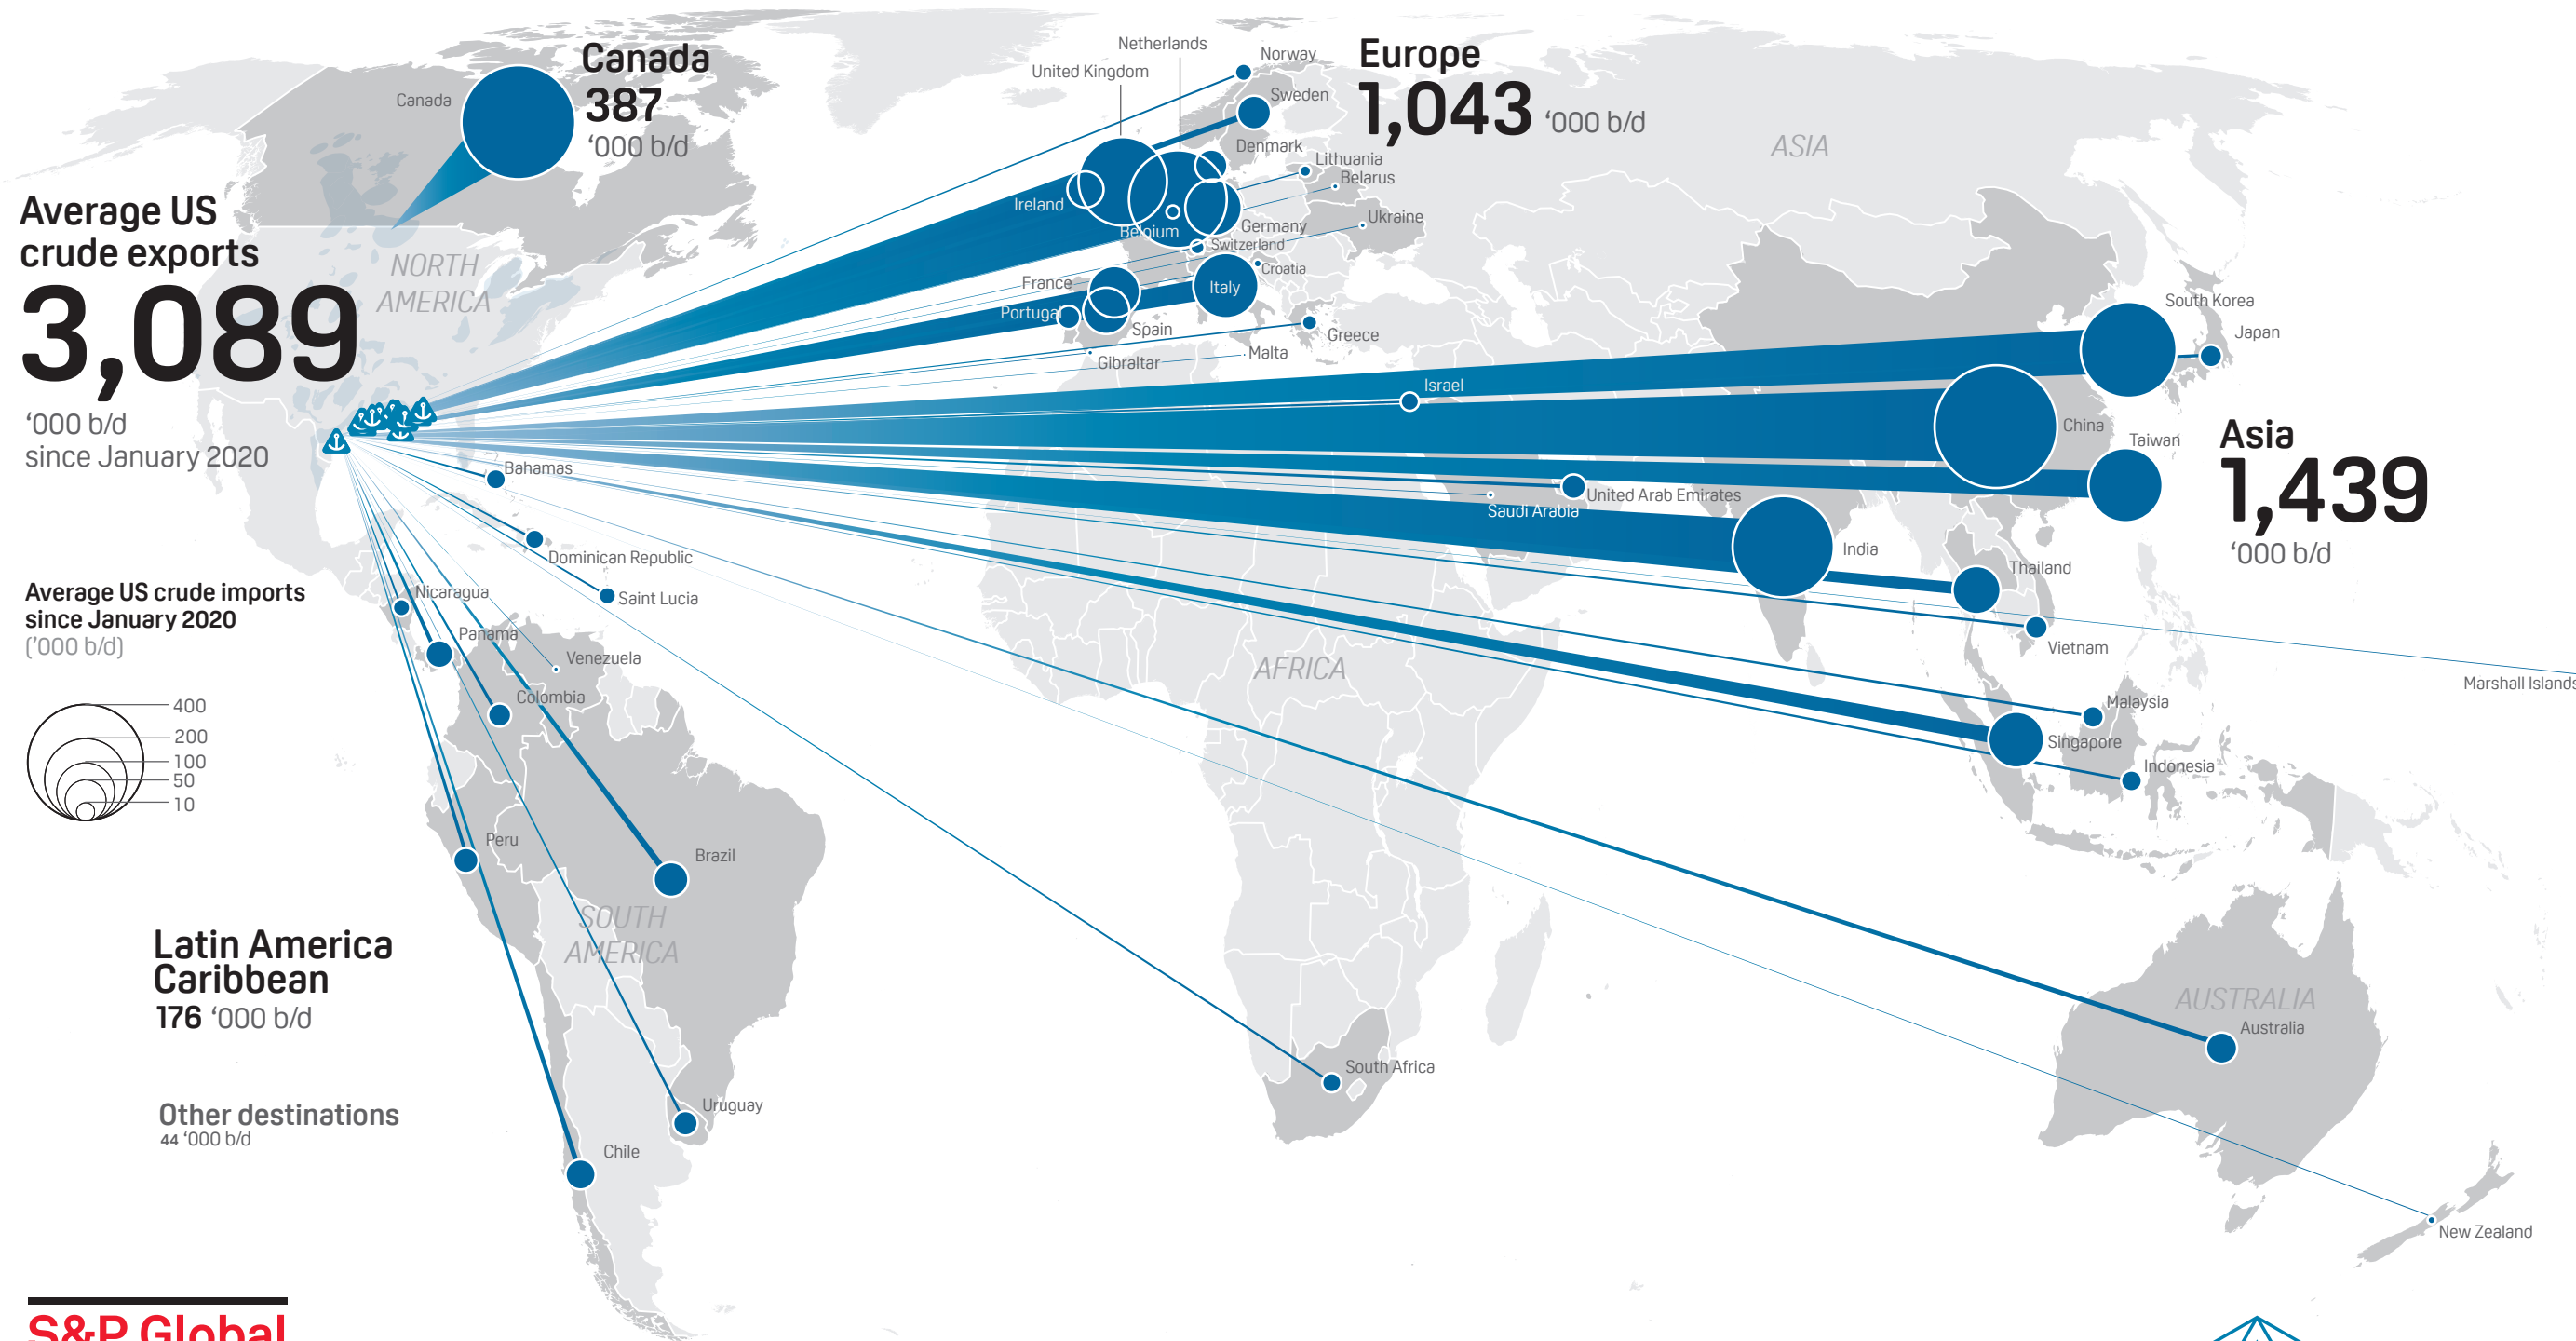 Canada
387
‘000 b/d
Canada
Netherlands
United Kingdom
Norway
Sweden
Europe
1,043 ‘000 b/d
Denmark
Lithuania
Belarus
Ireland
Ukraine
Belgium
Germany
Switzerland
Croatia
France
Italy
Portugal
Spain
Greece
Gibraltar
Malta
ASIA
Average US
crude exports
3,089
‘000 b/d
since January 2020
NORTH
AMERICA
South Korea
Japan
Israel
China
Taiwan
Asia
1,439
‘000 b/d
Bahamas
United Arab Emirates
Saudi Arabia
India
Thailand
Dominican Republic
Saint Lucia
Nicaragua
Panama
Venezuela
Colombia
AFRICA
Vietnam
Marshall Islands
Malaysia
Singapore
Indonesia
Average US crude imports
since January 2020
('000 b/d)
400
200
100
50
10
Peru
Brazil
SOUTH
AMERICA
Latin America
Caribbean
176 ‘000 b/d
AUSTRALIA
Australia
South Africa
Other destinations
44 ‘000 b/d
Uruguay
Chile
New Zealand
S&P Global